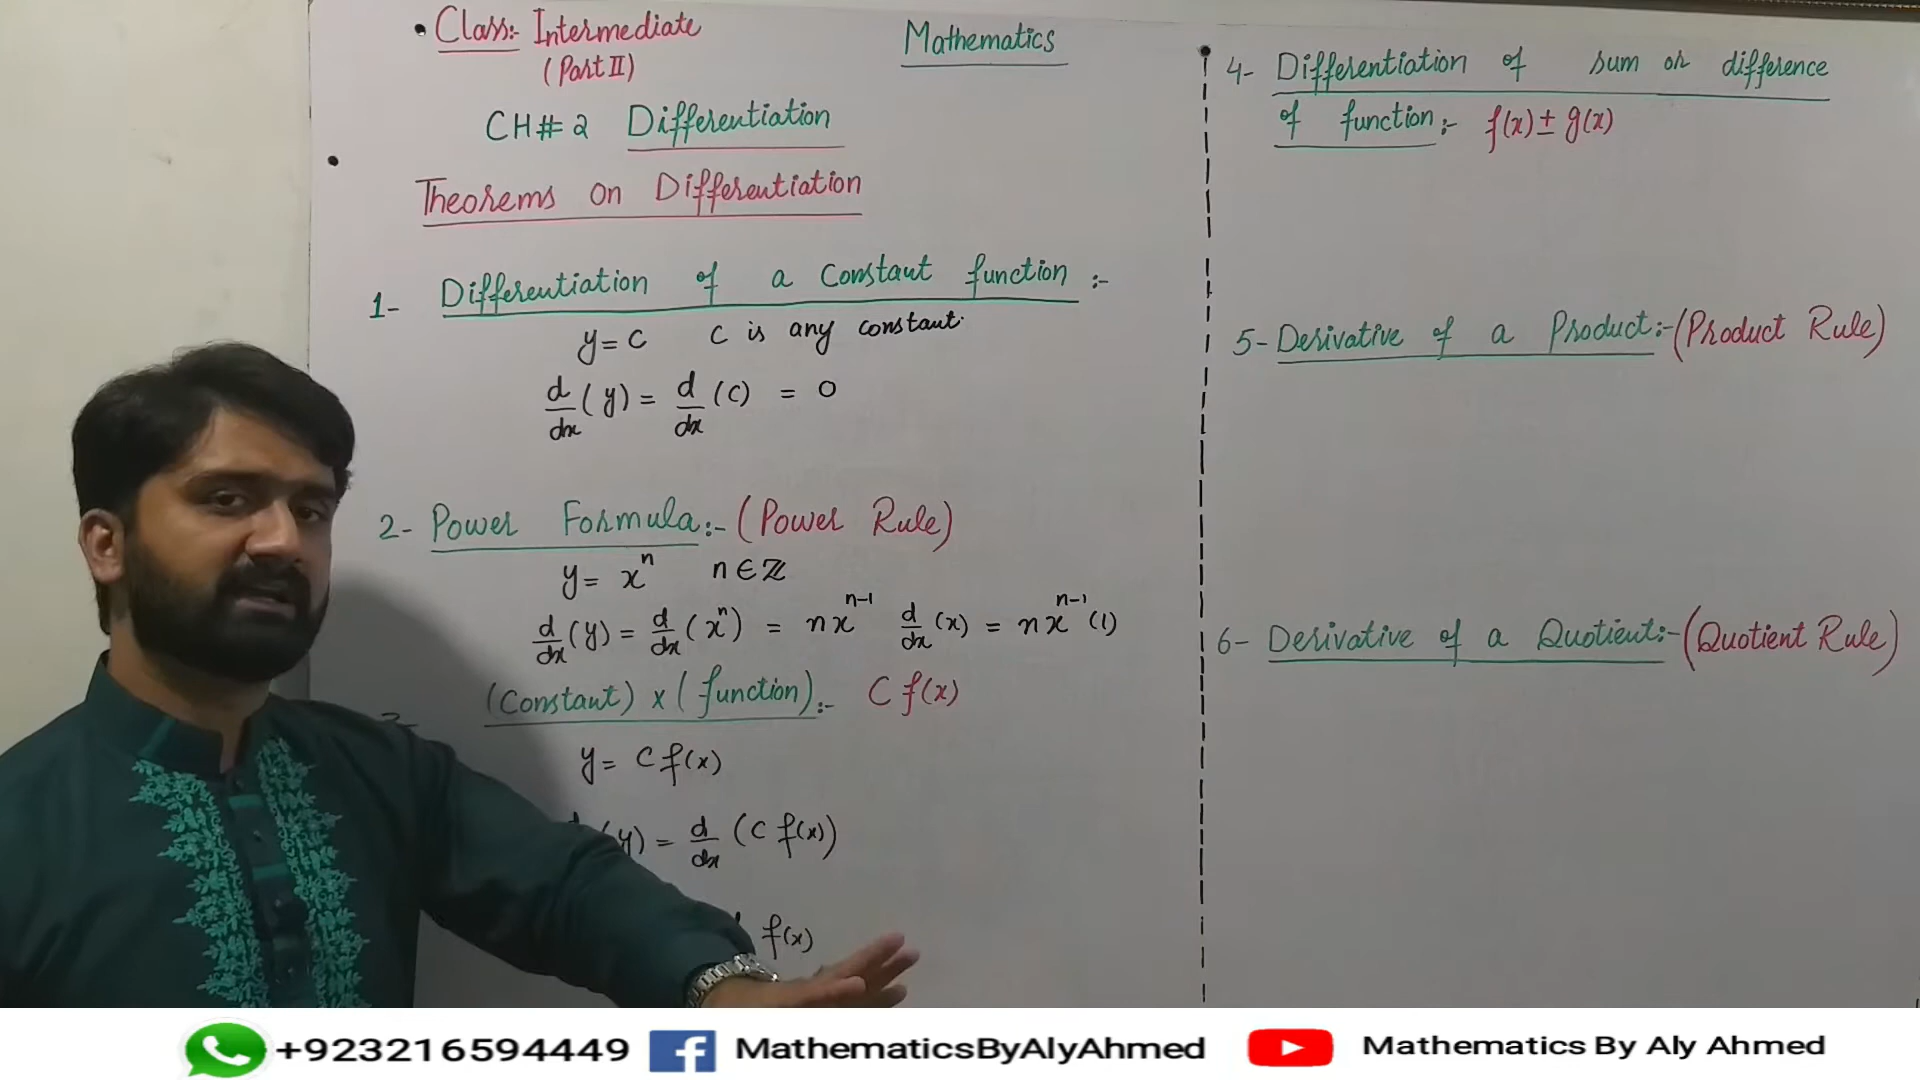 • Class:- Intermediate
(Part II)
Mathematics
CH# 2 Differentiation
Theorems on Differentiation
1- Differentiation of a Constant function :-
y = c c is any constant.
d/dx (y) = d/dx (c) = 0
2- Power Formula:- (Power Rule)
y = x^n n ∈ ℤ
d/dx (y) = d/dx (x^n) = n x^(n-1) d/dx (x) = n x^(n-1) (1)
(Constant) x (function):- C f(x)
y = C f(x)
(y) = d/dx (C f(x))
f(x)
4- Differentiation of sum or difference
of function:- f(x) ± g(x)
5- Derivative of a Product:- (Product Rule)
6- Derivative of a Quotient:- (Quotient Rule)
+923216594449 MathematicsByAlyAhmed Mathematics By Aly Ahmed